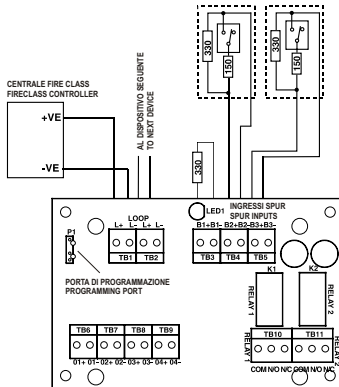 330
150
330
150
CENTRALE FIRE CLASS
FIRECLASS CONTROLLER
+VE
-VE
AL DISPOSITIVO SEGUENTE
TO NEXT DEVICE
330
LED1
INGRESSI SPUR
SPUR INPUTS
LOOP
L+ L- L+ L-
B1+ B1- B2+ B2- B3+ B3-
P1
TB1 TB2
TB3 TB4 TB5
PORTA DI PROGRAMMAZIONE
PROGRAMMING PORT
K1 K2
RELAY 1
RELAY 2
TB6 TB7 TB8 TB9
RELAY 1
TB10 TB11
RELAY 2
01+ 01- 02+ 02- 03+ 03- 04+ 04-
COM N/O N/C COM N/O N/C